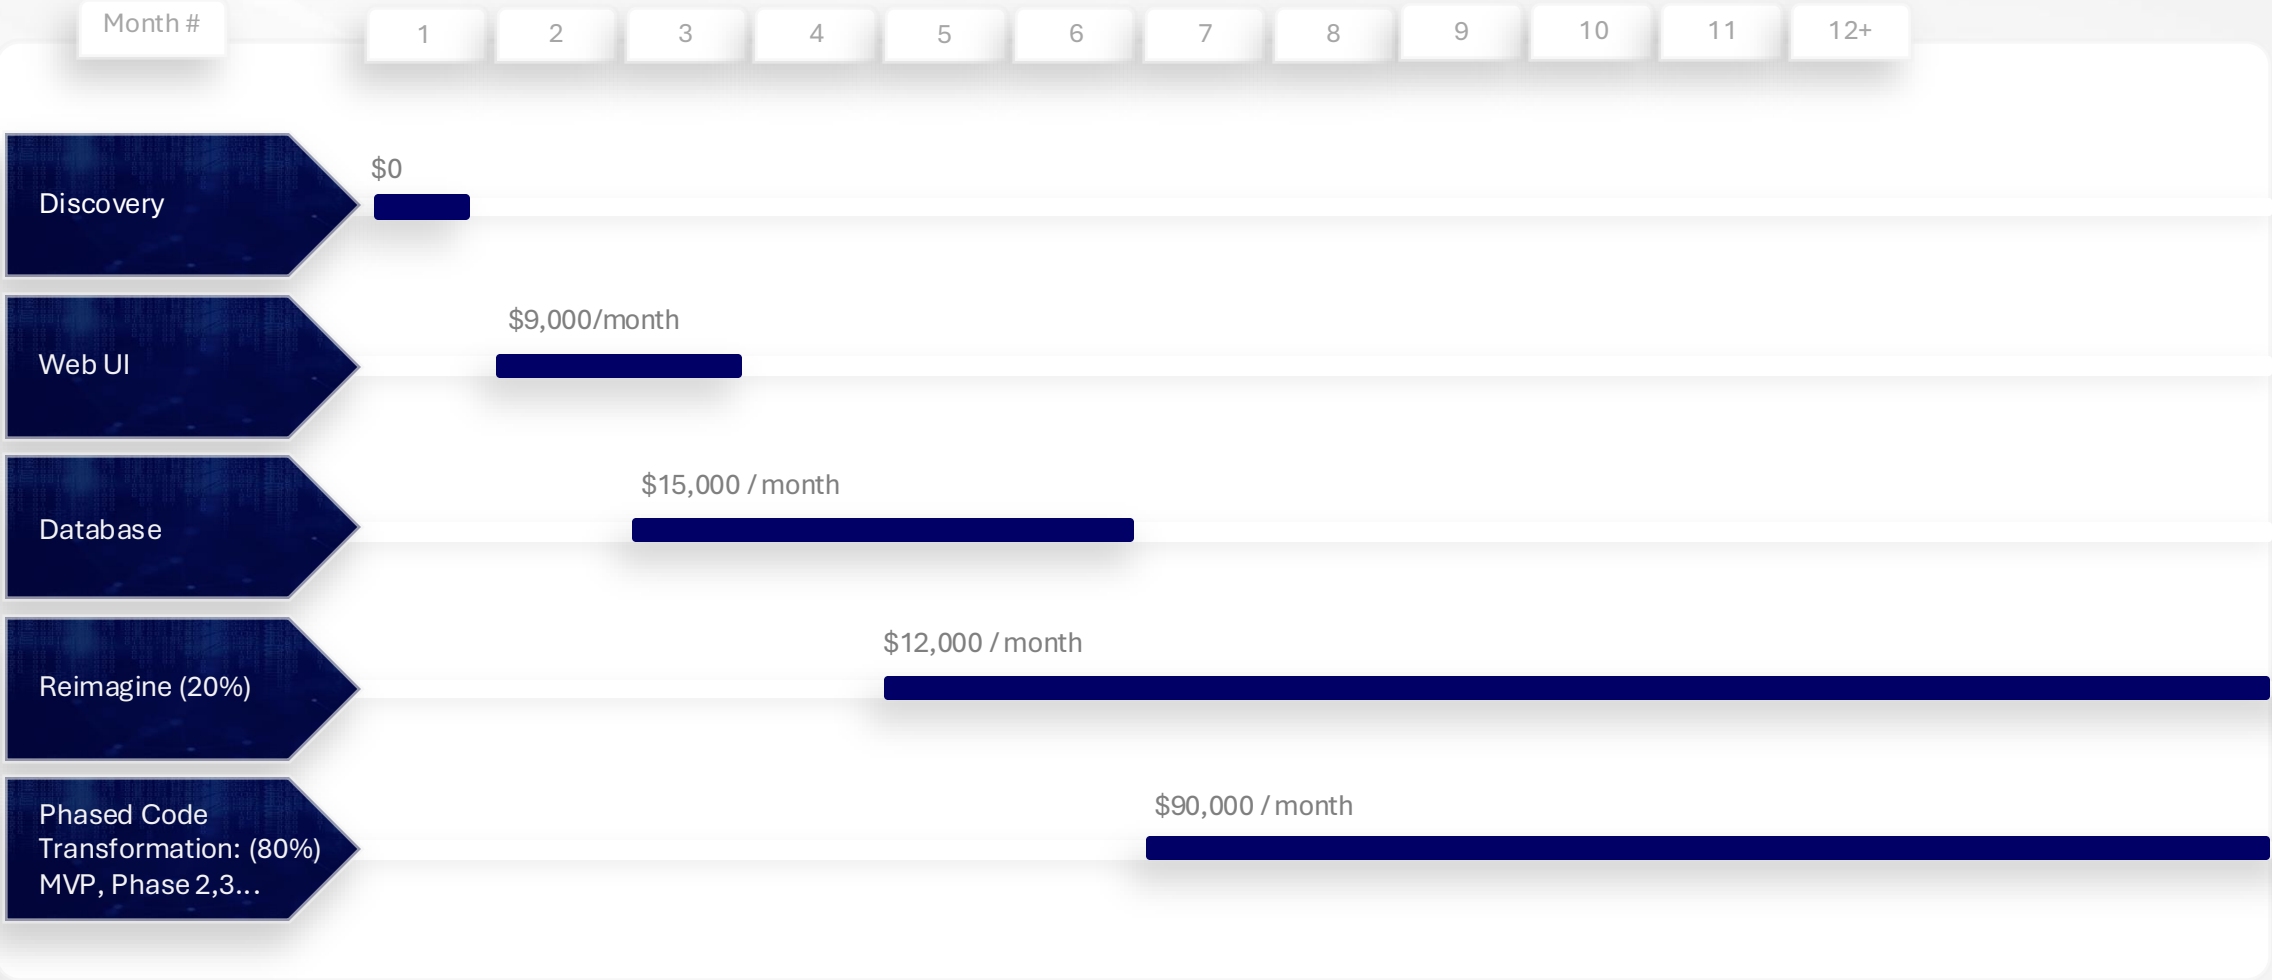 Month # 1 2 3 4 5 6 7 8 9 10 11 12+
$0
Discovery
$9,000/month
Web UI
$15,000 / month
Database
$12,000 / month
Reimagine (20%)
$90,000 / month
Phased Code
Transformation: (80%)
MVP, Phase 2,3...